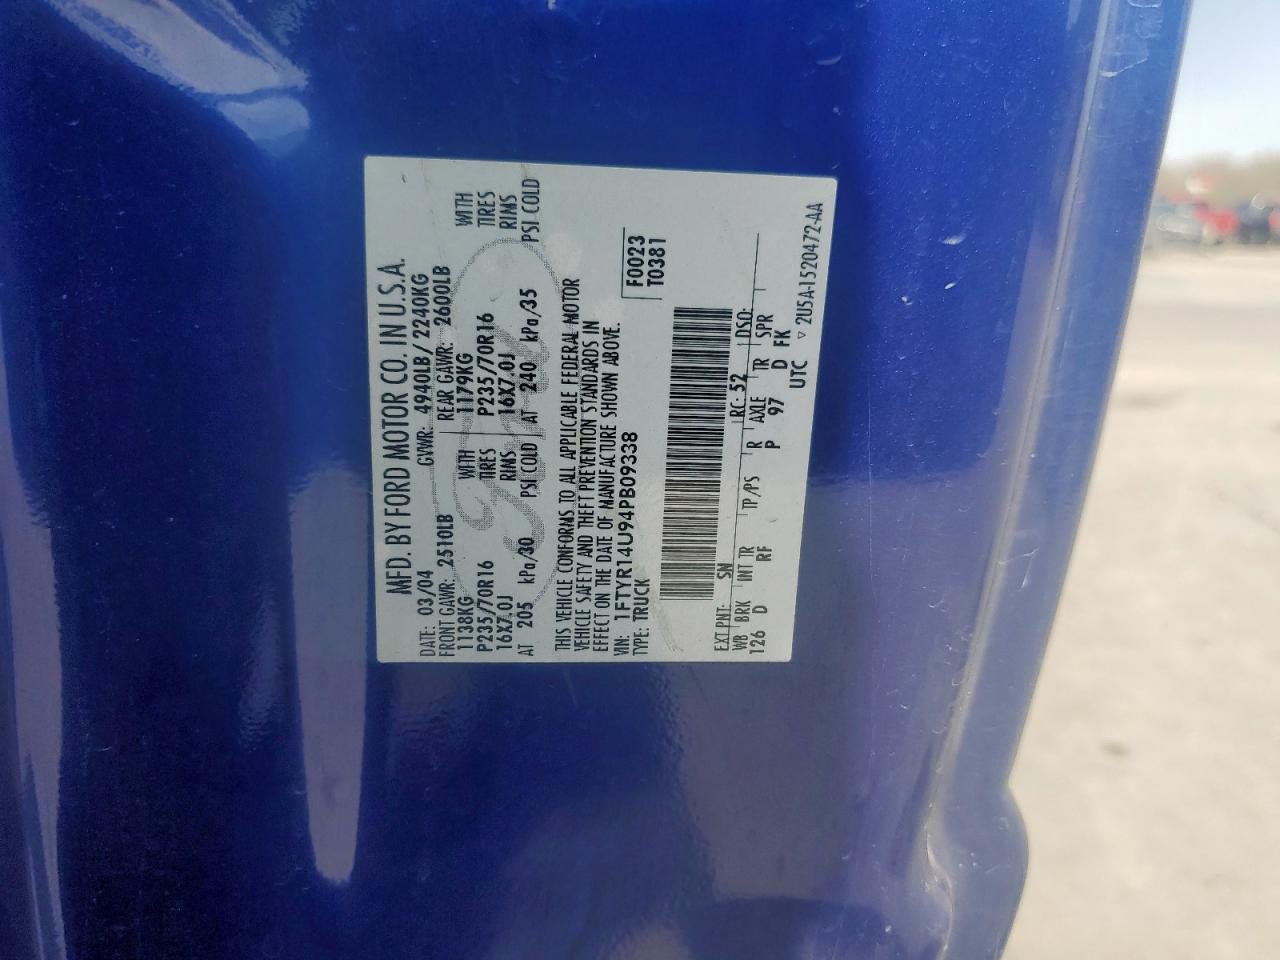 MFD. BY FORD MOTOR CO. IN U.S.A.
DATE: 03/04 GVWR: 4940LB/2240KG
FRONT GAWR: 2510LB REAR GAWR: 2600LB
1138KG WITH 1179KG WITH
P235/70R16 TIRES P235/70R16 TIRES
16X7.0J RIMS 16X7.0J RIMS
AT 205 kPa/30 PSI COLD AT 240 kPa/35 PSI COLD
THIS VEHICLE CONFORMS TO ALL APPLICABLE FEDERAL MOTOR
VEHICLE SAFETY AND THEFT PREVENTION STANDARDS IN
EFFECT ON THE DATE OF MANUFACTURE SHOWN ABOVE.
VIN: 1FTYR14U94PB09338
TYPE: TRUCK
F0023
T0381
EXT PNT: SN RC: 52 DSO:
WB BRK INT TR TP/PS R AXLE TR SPR
126 D RF P 97 D FK
UTC ▿ 2U5A-1520472-AA